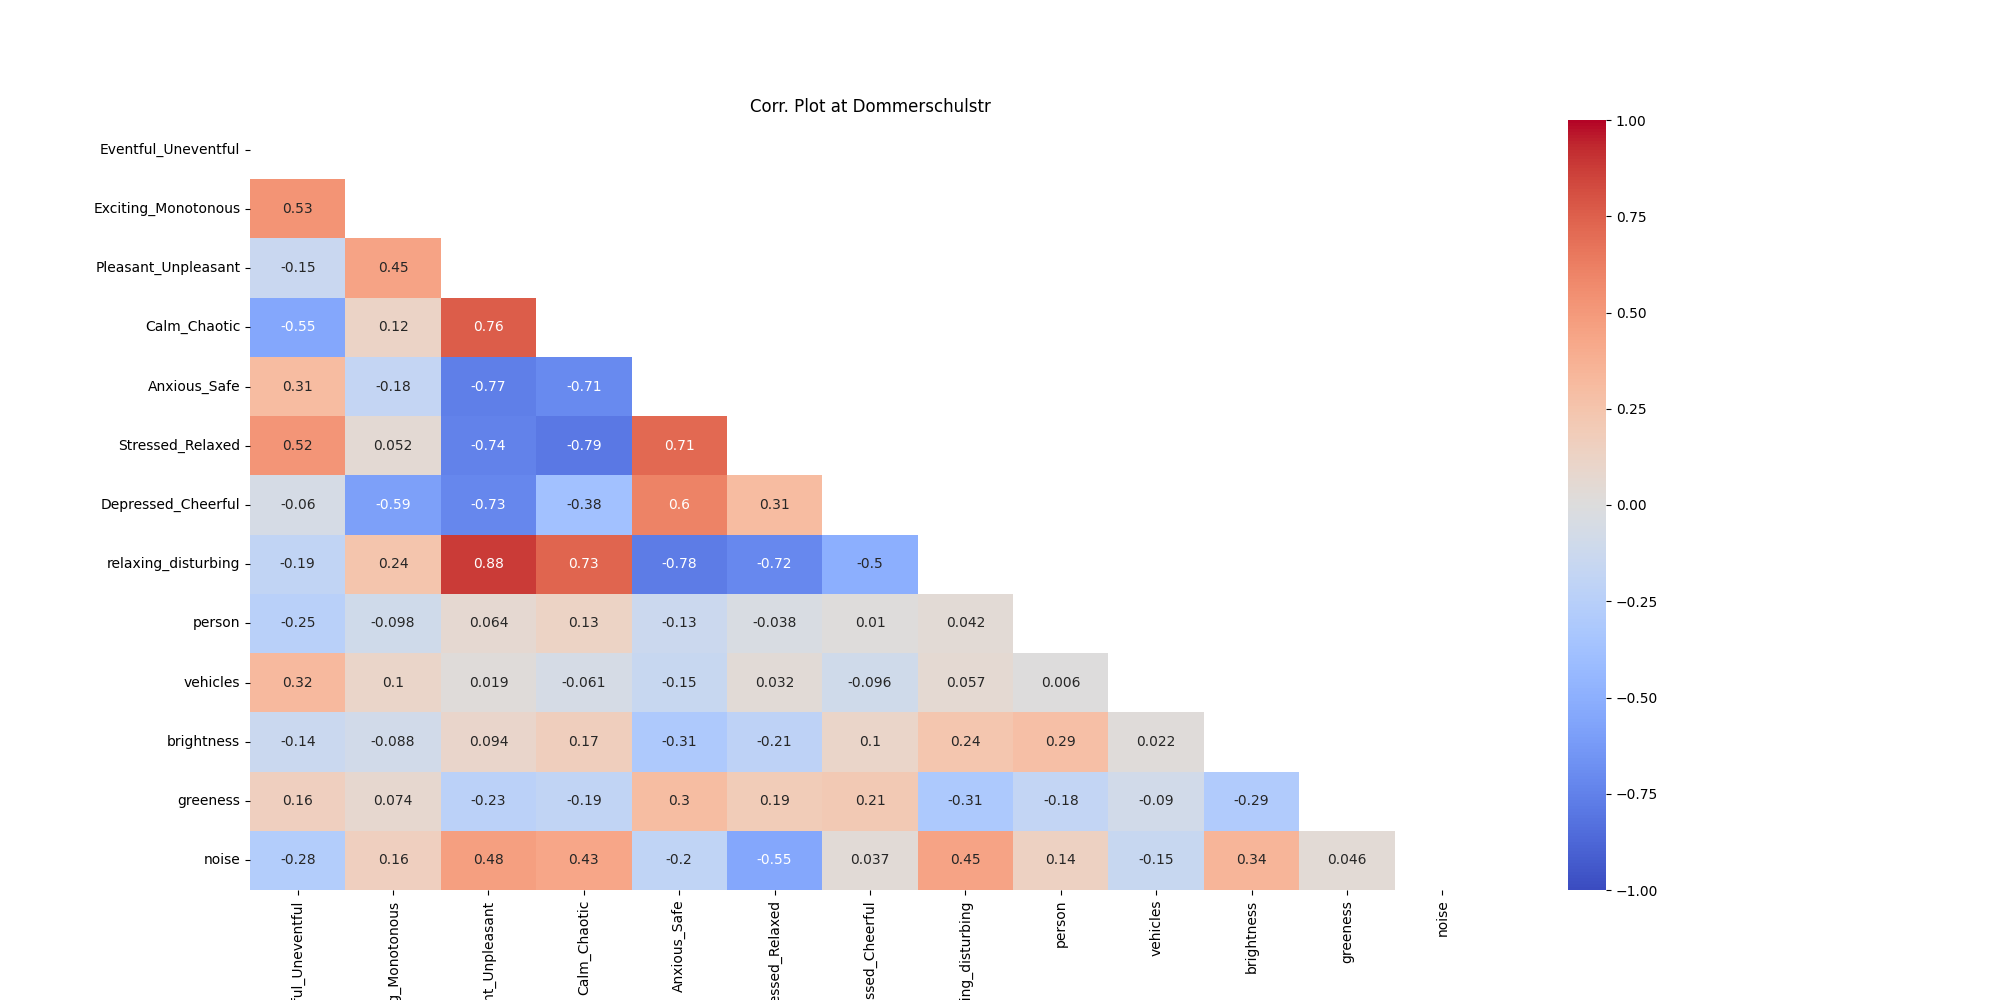 Corr. Plot at Dommerschulstr
1.00
Eventful_Uneventful
Exciting_Monotonous 0.53
0.75
Pleasant_Unpleasant -0.15 0.45
Calm_Chaotic -0.55 0.12 0.76
0.50
Anxious_Safe 0.31 -0.18 -0.77 -0.71
0.25
Stressed_Relaxed 0.52 0.052 -0.74 -0.79 0.71
Depressed_Cheerful -0.06 -0.59 -0.73 -0.38 0.6 0.31
0.00
relaxing_disturbing -0.19 0.24 0.88 0.73 -0.78 -0.72 -0.5
−0.25
person -0.25 -0.098 0.064 0.13 -0.13 -0.038 0.01 0.042
vehicles 0.32 0.1 0.019 -0.061 -0.15 0.032 -0.096 0.057 0.006
−0.50
brightness -0.14 -0.088 0.094 0.17 -0.31 -0.21 0.1 0.24 0.29 0.022
−0.75
greeness 0.16 0.074 -0.23 -0.19 0.3 0.19 0.21 -0.31 -0.18 -0.09 -0.29
noise -0.28 0.16 0.48 0.43 -0.2 -0.55 0.037 0.45 0.14 -0.15 0.34 0.046
−1.00
ful_Uneventful
g_Monotonous
nt_Unpleasant
Calm_Chaotic
Anxious_Safe
essed_Relaxed
ssed_Cheerful
ing_disturbing
person
vehicles
brightness
greeness
noise